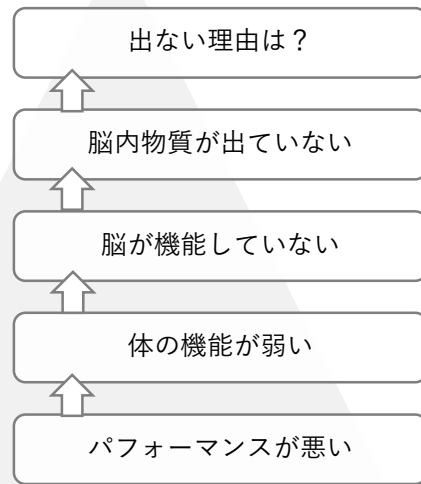 出ない理由は？
脳内物質が出ていない
脳が機能していない
体の機能が弱い
パフォーマンスが悪い